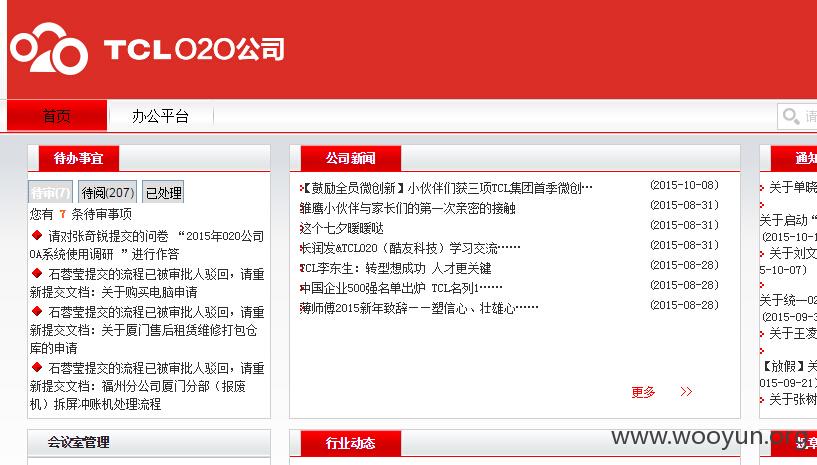 TCL O2O公司
首页 办公平台 请
待办事宜
待审(7) 待阅(207) 已处理
您有 7 条待审事项
请对张奇锐提交的问卷 “2015年O2O公司
OA系统使用调研 ”进行作答
石蓉莹提交的流程已被审批人驳回，请重
新提交文档：关于购买电脑申请
石蓉莹提交的流程已被审批人驳回，请重
新提交文档：关于厦门售后租赁维修打包仓
库的申请
石蓉莹提交的流程已被审批人驳回，请重
新提交文档：福州分公司厦门分部（报废
机）拆屏冲账机处理流程
会议室管理
公司新闻
【鼓励全员微创新】小伙伴们获三项TCL集团首季微创… (2015-10-08)
雏鹰小伙伴与家长们的第一次亲密的接触 (2015-08-31)
这个七夕暖暖哒 (2015-08-31)
长润发&TCLO2O（酷友科技）学习交流…… (2015-08-31)
TCL李东生：转型想成功 人才更关键 (2015-08-28)
中国企业500强名单出炉 TCL名列1…… (2015-08-28)
薄师傅2015新年致辞——塑信心、壮雄心…… (2015-08-28)
更多 >>
行业动态
通知
关于单晓
关于启动“
(2015-10-1
关于刘文
5-10-07)
关于统一O2
(2015-09-3
关于王凌
【放假】关
015-09-21)
关于张树
www.wooyun.org